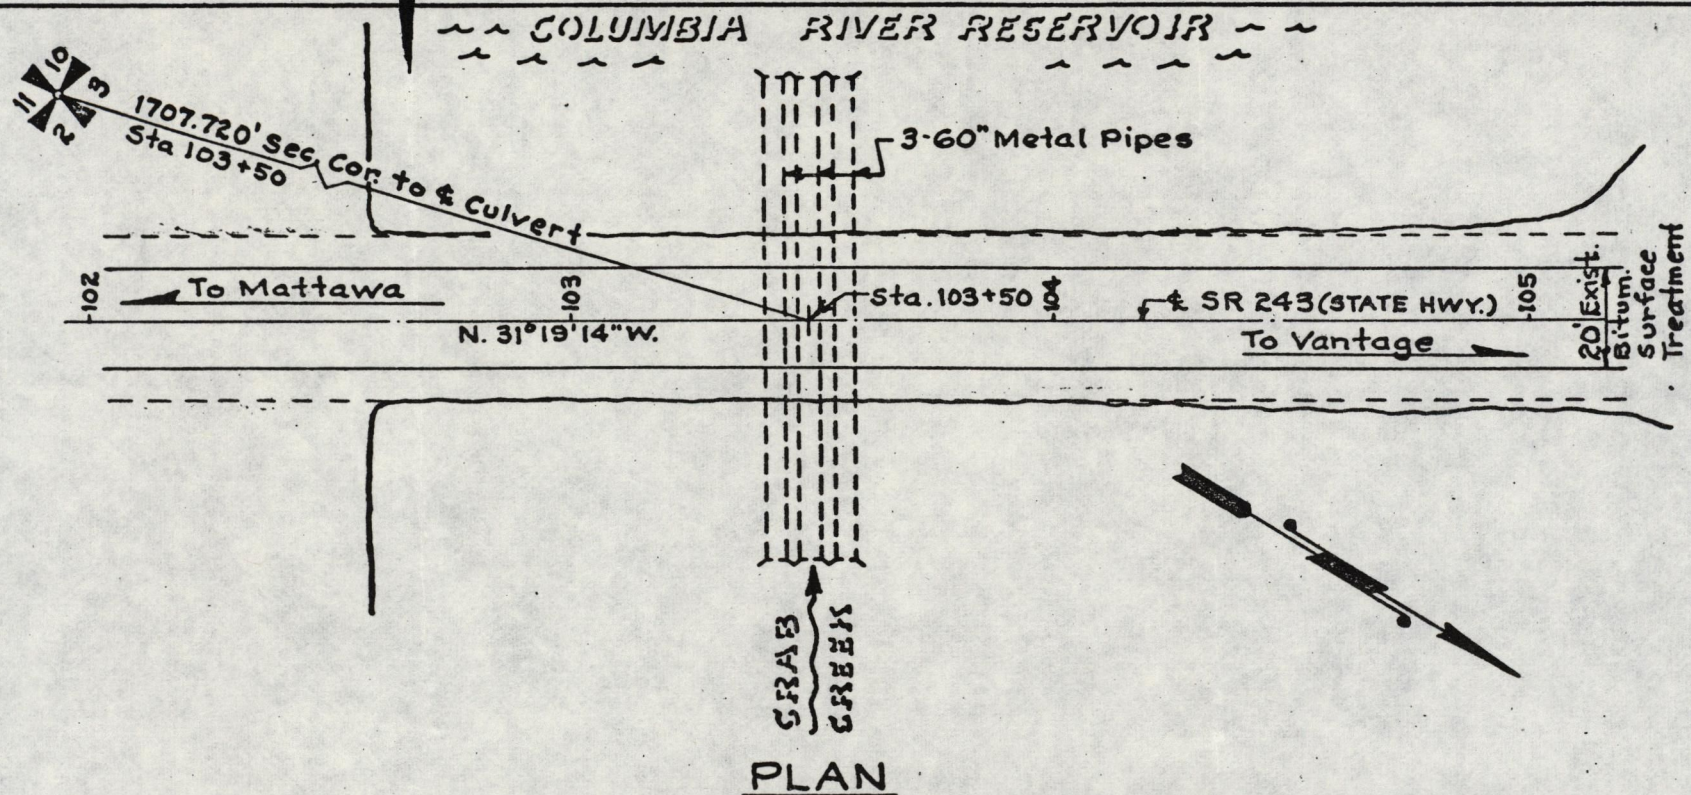 COLUMBIA RIVER RESERVOIR
10
3
11
2
1707.720' Sec. Cor. to ℄ Culvert
Sta 103+50
3-60" Metal Pipes
To Mattawa
102
103
Sta. 103+50
104
℄ SR 243 (STATE HWY.)
105
N. 31°19'14"W.
To Vantage
20' Exist.
Bitum.
Surface
Treatment
CRAB
CREEK
PLAN